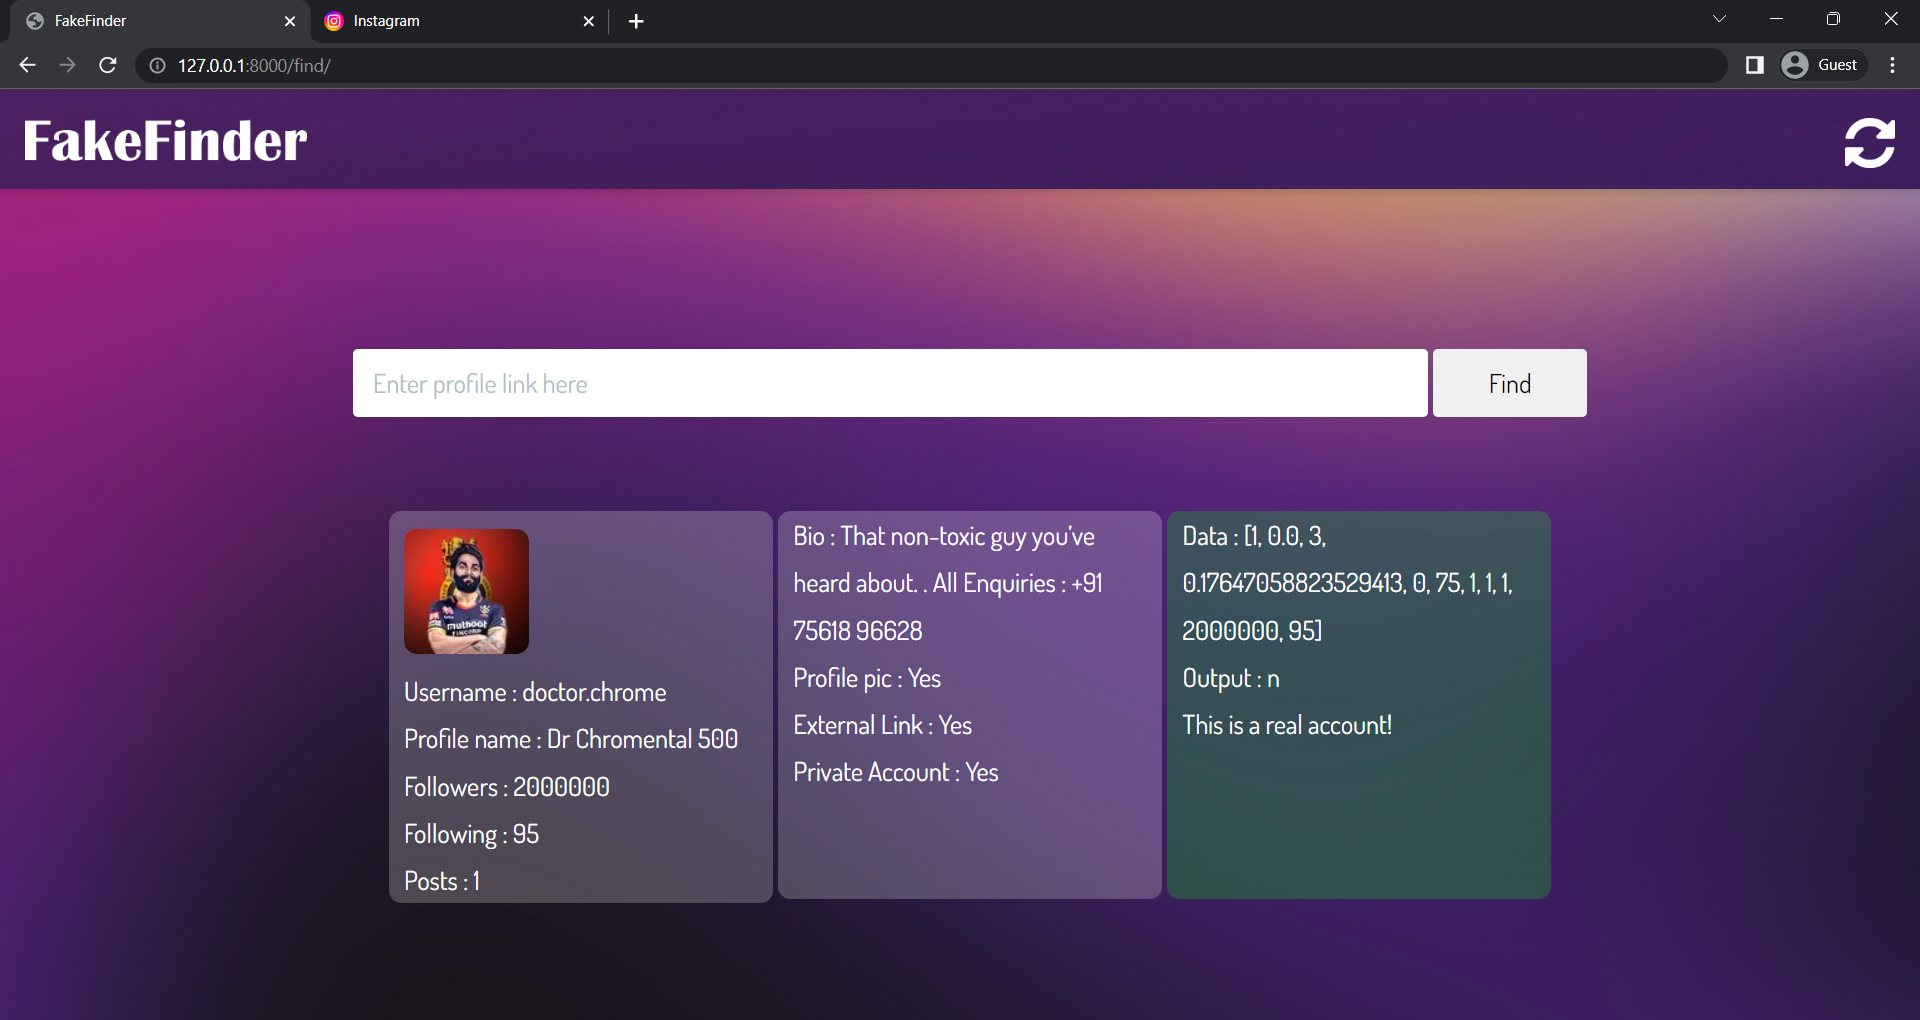 FakeFinder
Instagram
127.0.0.1:8000/find/
Guest
FakeFinder
Enter profile link here
Find
muthoot
FINCORP
Username : doctor.chrome
Profile name : Dr Chromental 500
Followers : 2000000
Following : 95
Posts : 1
Bio : That non-toxic guy you’ve
heard about. . All Enquiries : +91
75618 96628
Profile pic : Yes
External Link : Yes
Private Account : Yes
Data : [1, 0.0, 3,
0.17647058823529413, 0, 75, 1, 1, 1,
2000000, 95]
Output : n
This is a real account!